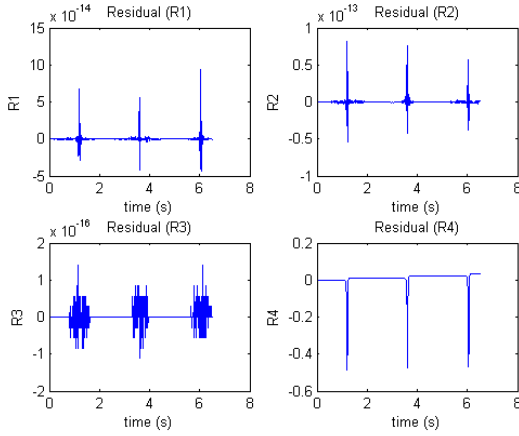 x 10^-14
Residual (R1)
15
10
5
0
-5
R1
0 2 4 6 8
time (s)
x 10^-13
Residual (R2)
1
0.5
0
-0.5
-1
R2
0 2 4 6 8
time (s)
x 10^-16
Residual (R3)
2
1
0
-1
-2
R3
0 2 4 6 8
time (s)
Residual (R4)
0.2
0
-0.2
-0.4
-0.6
R4
0 2 4 6 8
time (s)